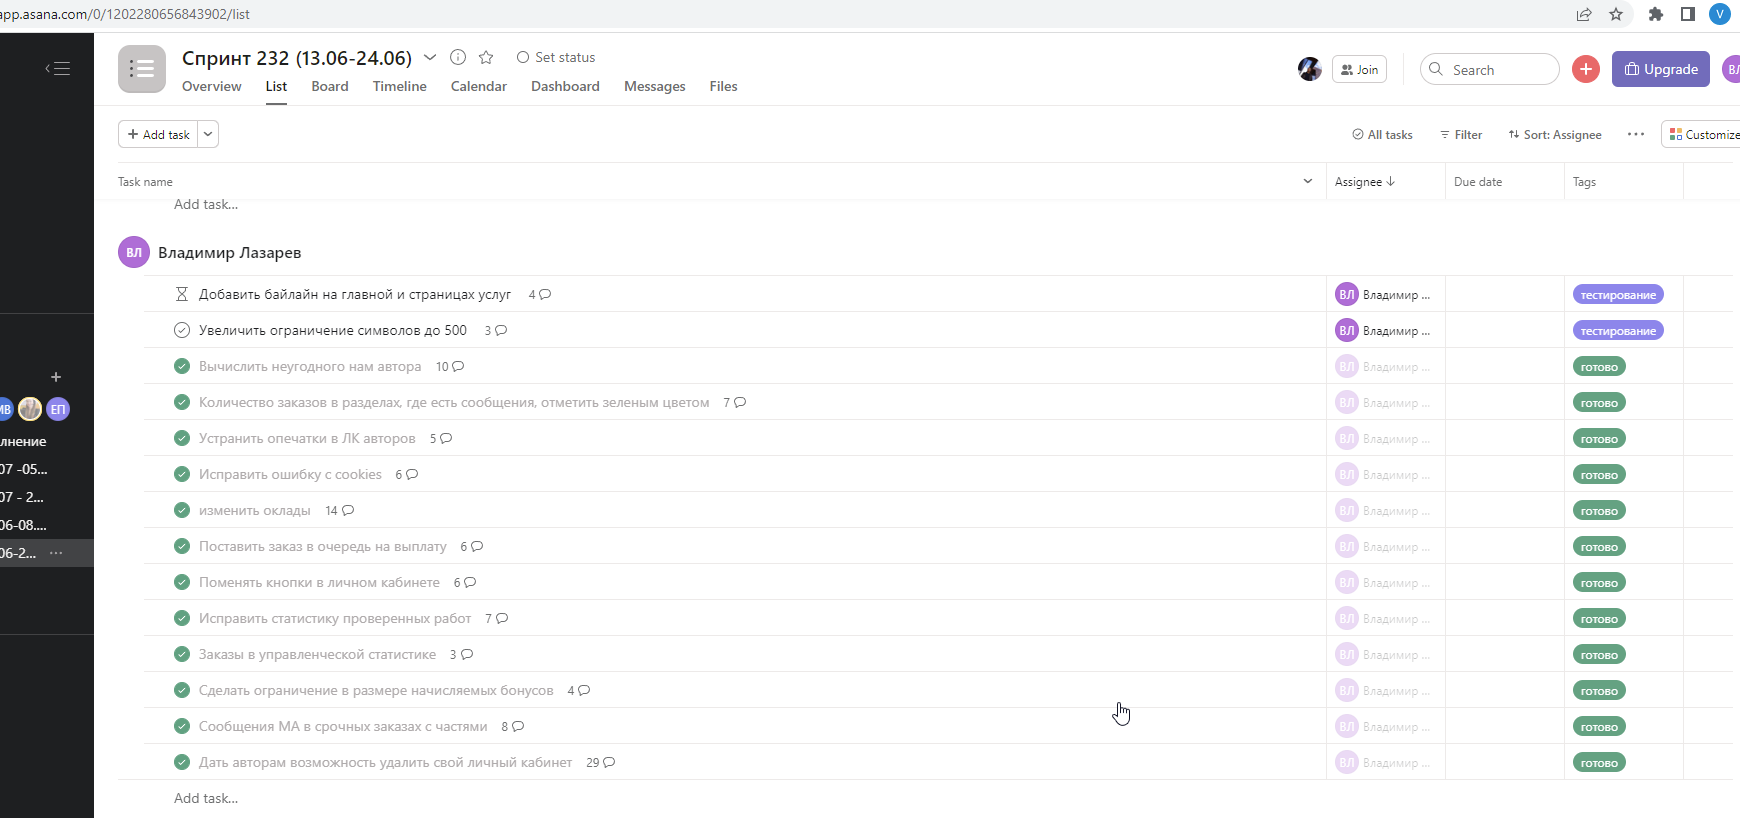 app.asana.com/0/1202280656843902/list
V
Спринт 232 (13.06-24.06)
Set status
Overview List Board Timeline Calendar Dashboard Messages Files
Join
Search
Upgrade
ВЛ
Add task
All tasks
Filter
Sort: Assignee
Customize
Task name
Assignee
Due date
Tags
Add task...
ВЛ Владимир Лазарев
Добавить байлайн на главной и страницах услуг 4 ВЛ Владимир ... тестирование
Увеличить ограничение символов до 500 3 ВЛ Владимир ... тестирование
Вычислить неугодного нам автора 10 ВЛ Владимир ... готово
Количество заказов в разделах, где есть сообщения, отметить зеленым цветом 7 ВЛ Владимир ... готово
Устранить опечатки в ЛК авторов 5 ВЛ Владимир ... готово
Исправить ошибку с cookies 6 ВЛ Владимир ... готово
изменить оклады 14 ВЛ Владимир ... готово
Поставить заказ в очередь на выплату 6 ВЛ Владимир ... готово
Поменять кнопки в личном кабинете 6 ВЛ Владимир ... готово
Исправить статистику проверенных работ 7 ВЛ Владимир ... готово
Заказы в управленческой статистике 3 ВЛ Владимир ... готово
Сделать ограничение в размере начисляемых бонусов 4 ВЛ Владимир ... готово
Сообщения МА в срочных заказах с частями 8 ВЛ Владимир ... готово
Дать авторам возможность удалить свой личный кабинет 29 ВЛ Владимир ... готово
Add task...
МВ ЕП
лнение
07 -05...
07 - 2...
06-08....
06-2...